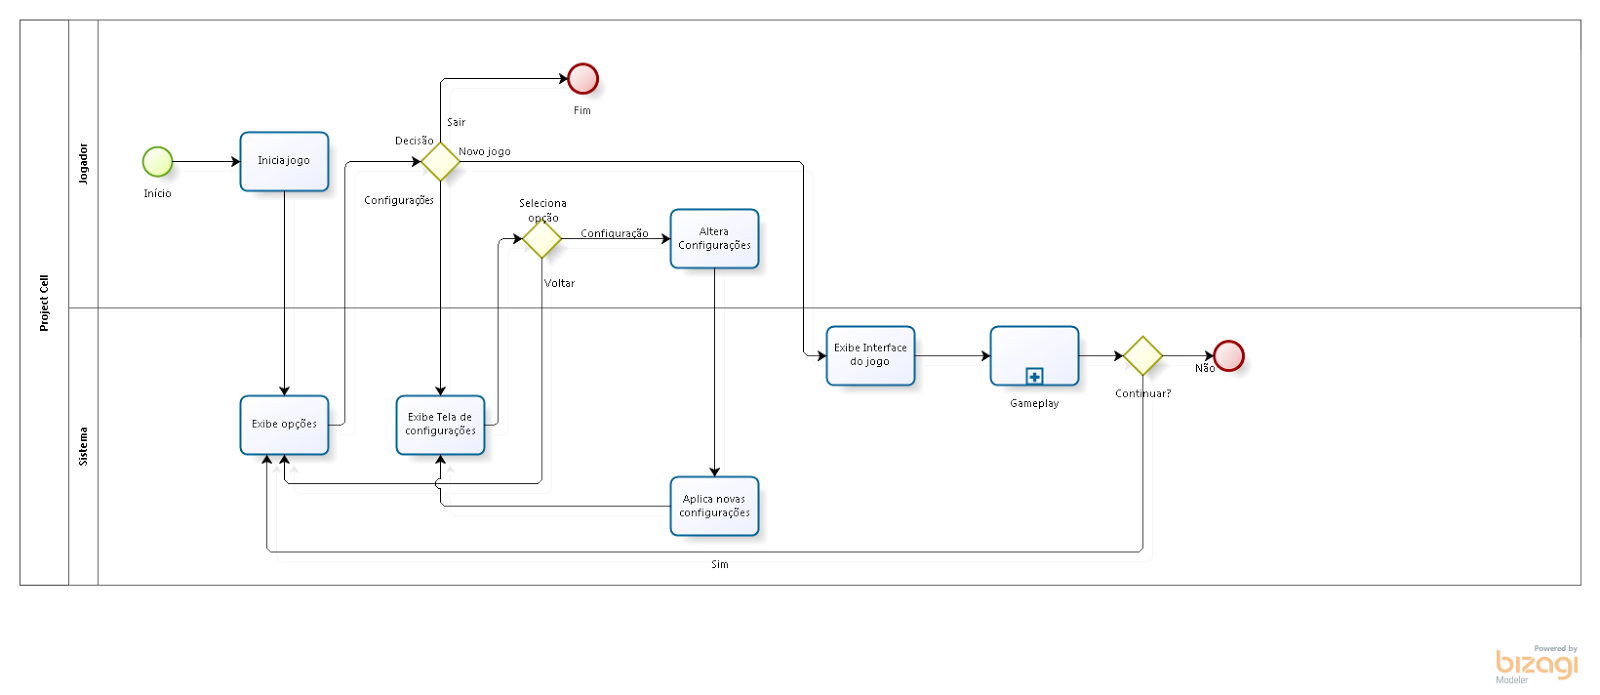 Project Cell
Jogador
Sistema
Fim
Sair
Decisão
Novo jogo
Inicia jogo
Início
Configurações
Seleciona
opção
Configuração
Altera
Configurações
Voltar
Exibe Interface
do jogo
Gameplay
Continuar?
Não
Exibe opções
Exibe Tela de
configurações
Aplica novas
configurações
Sim
Powered by
bizagi
Modeler